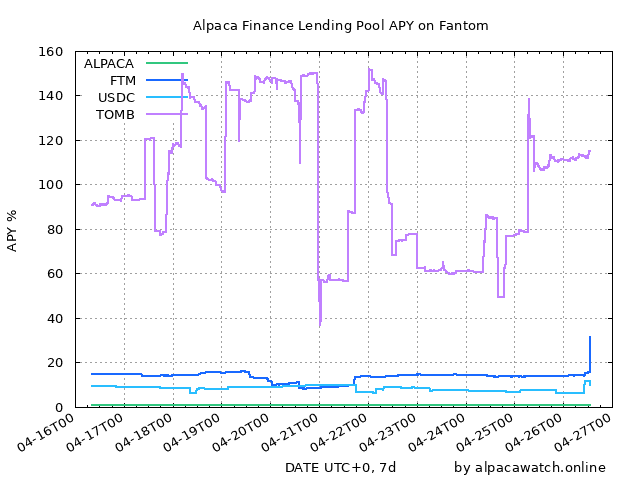 Alpaca Finance Lending Pool APY on Fantom
160
140
120
100
80
60
40
20
0
APY %
ALPACA
FTM
USDC
TOMB
04-16T00
04-17T00
04-18T00
04-19T00
04-20T00
04-21T00
04-22T00
04-23T00
04-24T00
04-25T00
04-26T00
04-27T00
DATE UTC+0, 7d by alpacawatch.online